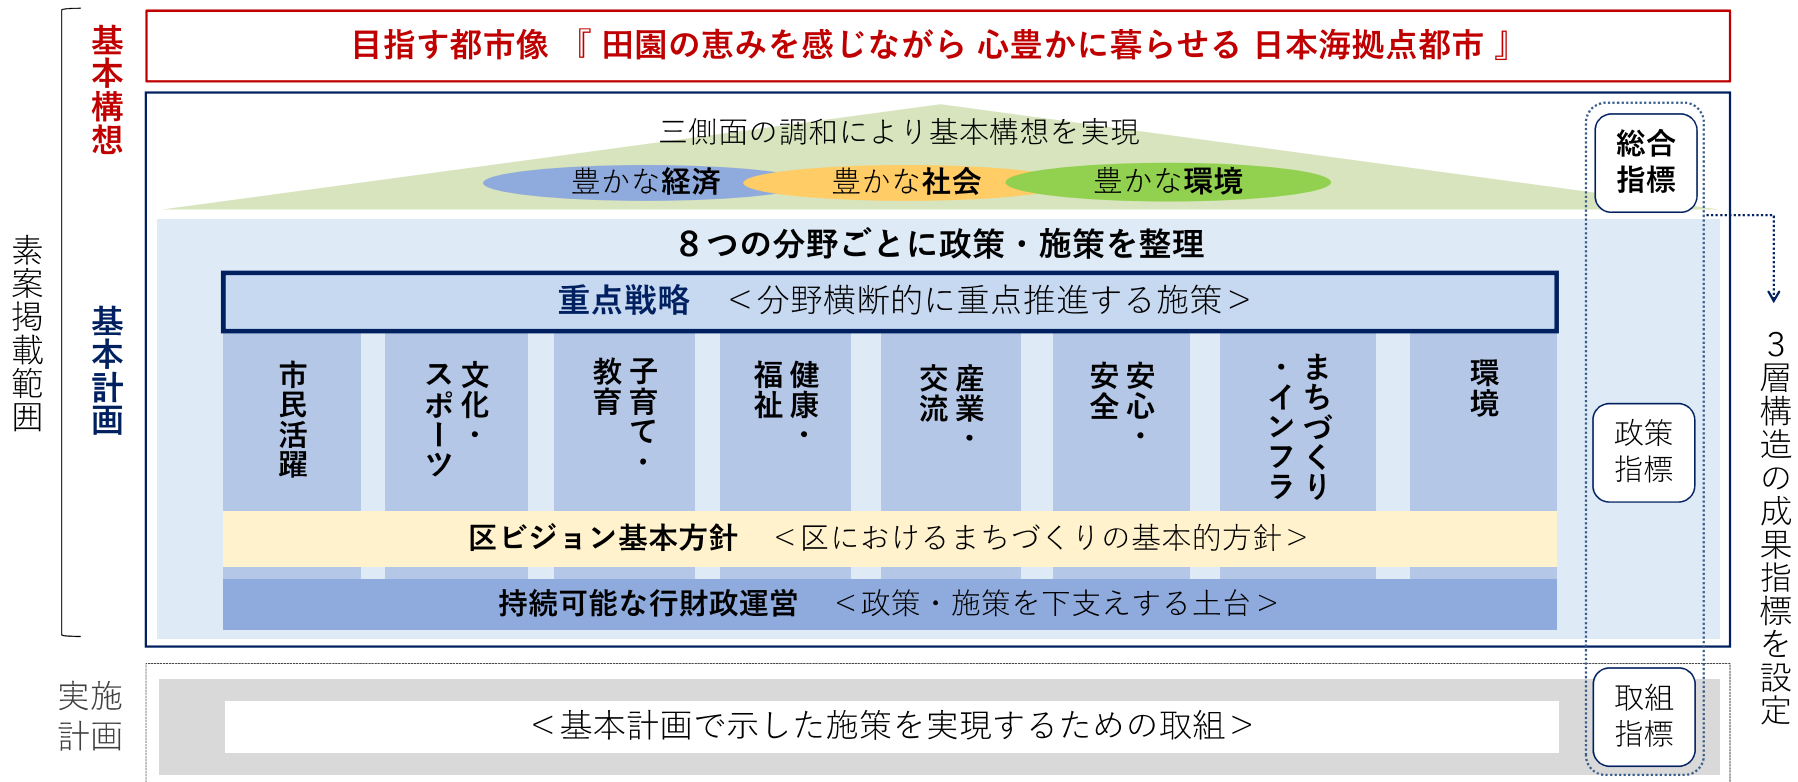 基本構想
目指す都市像 『 田園の恵みを感じながら 心豊かに暮らせる 日本海拠点都市 』
素案掲載範囲
基本計画
三側面の調和により基本構想を実現
豊かな経済
豊かな社会
豊かな環境
総合
指標
８つの分野ごとに政策・施策を整理
重点戦略 ＜分野横断的に重点推進する施策＞
市民活躍
文化・
スポーツ
子育て・
教育
健康・
福祉
産業・
交流
安心・
安全
まちづくり
・インフラ
環境
政策
指標
区ビジョン基本方針 ＜区におけるまちづくりの基本的方針＞
持続可能な行財政運営 ＜政策・施策を下支えする土台＞
３層構造の成果指標を設定
実施
計画
＜基本計画で示した施策を実現するための取組＞
取組
指標